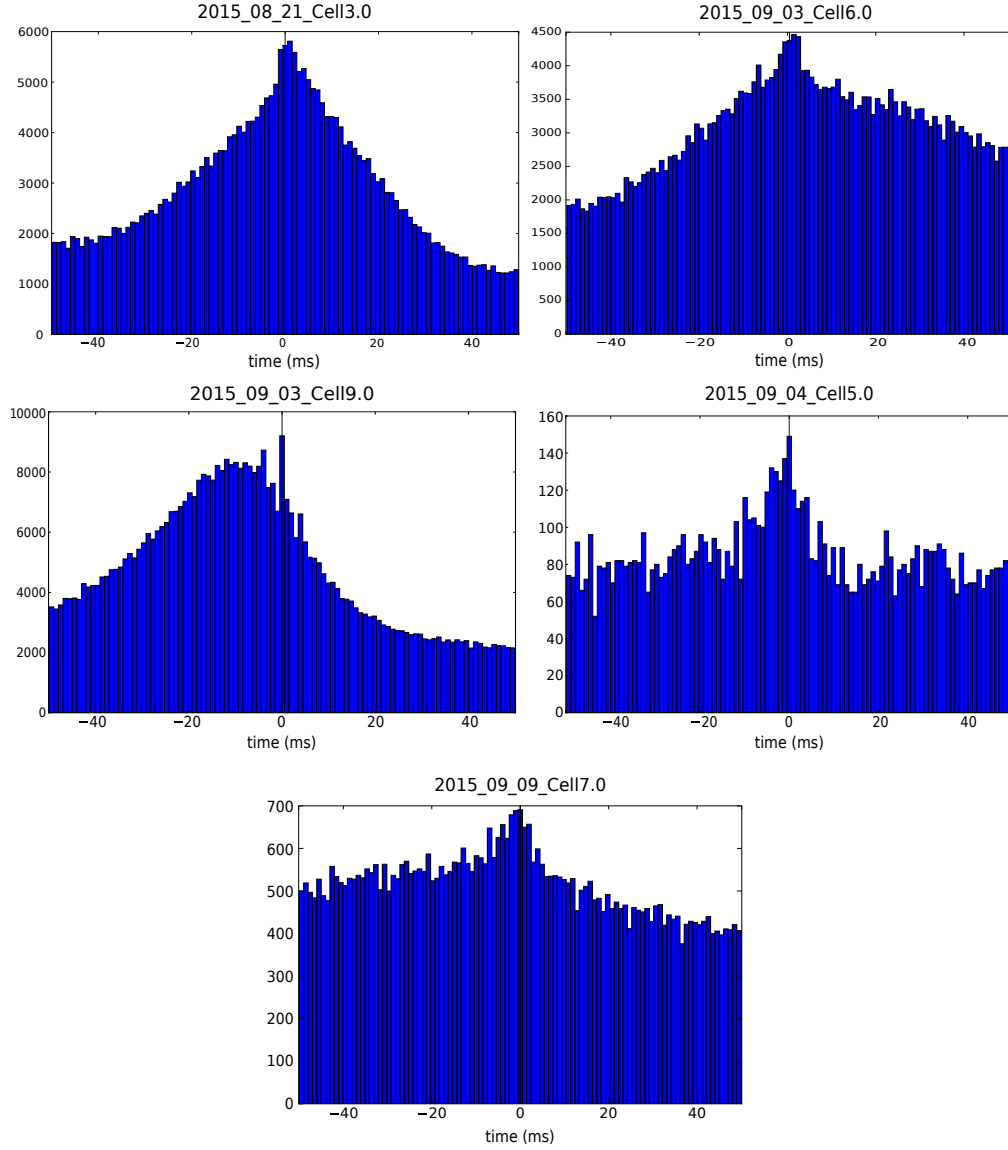 2015_08_21_Cell3.0
6000
5000
4000
3000
2000
1000
0
−40 −20 0 20 40
time (ms)
2015_09_03_Cell6.0
4500
4000
3500
3000
2500
2000
1500
1000
500
0
−40 −20 0 20 40
time (ms)
2015_09_03_Cell9.0
10000
8000
6000
4000
2000
0
−40 −20 0 20 40
time (ms)
2015_09_04_Cell5.0
160
140
120
100
80
60
40
20
0
−40 −20 0 20 40
time (ms)
2015_09_09_Cell7.0
700
600
500
400
300
200
100
0
−40 −20 0 20 40
time (ms)